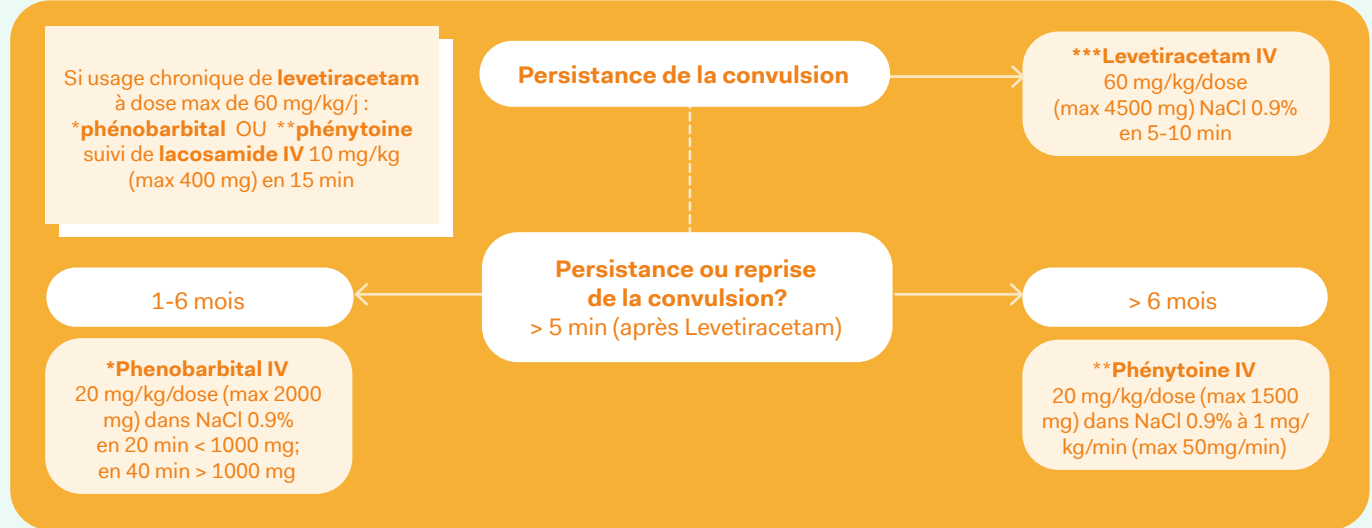 Si usage chronique de levetiracetam
à dose max de 60 mg/kg/j :
*phénobarbital OU **phénytoine
suivi de lacosamide IV 10 mg/kg
(max 400 mg) en 15 min
Persistance de la convulsion
***Levetiracetam IV
60 mg/kg/dose
(max 4500 mg) NaCl 0.9%
en 5-10 min
Persistance ou reprise
de la convulsion?
> 5 min (après Levetiracetam)
1-6 mois
> 6 mois
*Phenobarbital IV
20 mg/kg/dose (max 2000
mg) dans NaCl 0.9%
en 20 min < 1000 mg;
en 40 min > 1000 mg
**Phénytoine IV
20 mg/kg/dose (max 1500
mg) dans NaCl 0.9% à 1 mg/
kg/min (max 50mg/min)